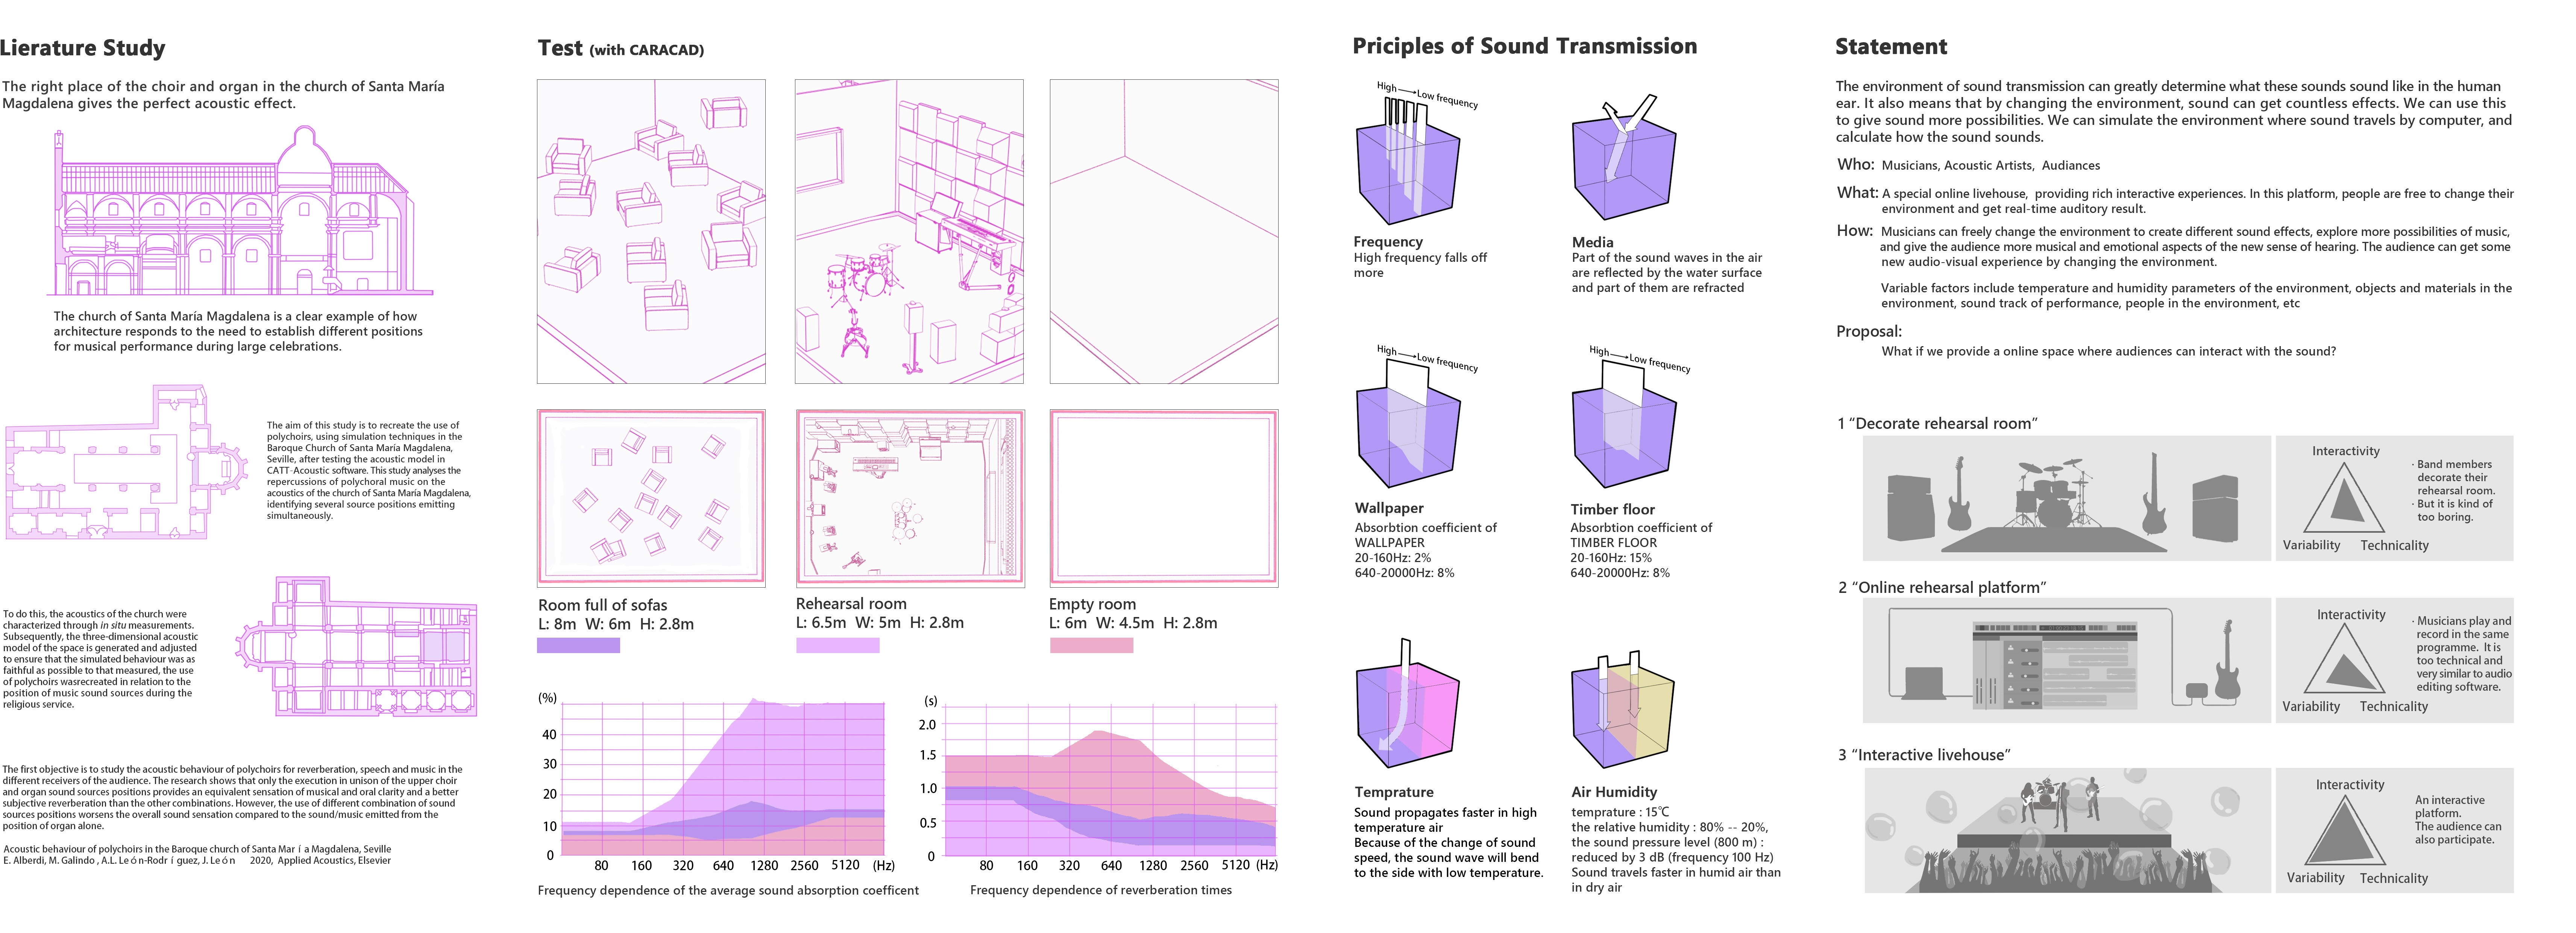 Lierature Study
The right place of the choir and organ in the church of Santa María
Magdalena gives the perfect acoustic effect.
The church of Santa María Magdalena is a clear example of how
architecture responds to the need to establish different positions
for musical performance during large celebrations.
The aim of this study is to recreate the use of
polychoirs, using simulation techniques in the
Baroque Church of Santa María Magdalena,
Seville, after testing the acoustic model in
CATT-Acoustic software. This study analyses the
repercussions of polychoral music on the
acoustics of the church of Santa María Magdalena,
identifying several source positions emitting
simultaneously.
To do this, the acoustics of the church were
characterized through in situ measurements.
Subsequently, the three-dimensional acoustic
model of the space is generated and adjusted
to ensure that the simulated behaviour was as
faithful as possible to that measured, the use
of polychoirs wasrecreated in relation to the
position of music sound sources during the
religious service.
The first objective is to study the acoustic behaviour of polychoirs for reverberation, speech and music in the
different receivers of the audience. The research shows that only the execution in unison of the upper choir
and organ sound sources positions provides an equivalent sensation of musical and oral clarity and a better
subjective reverberation than the other combinations. However, the use of different combination of sound
sources positions worsens the overall sound sensation compared to the sound/music emitted from the
position of organ alone.
Acoustic behaviour of polychoirs in the Baroque church of Santa Mar í a Magdalena, Seville
E. Alberdi, M. Galindo , A.L. Le ó n-Rodr í guez, J. Le ó n 2020, Applied Acoustics, Elsevier
Test (with CARACAD)
Room full of sofas
L: 8m W: 6m H: 2.8m
Rehearsal room
L: 6.5m W: 5m H: 2.8m
Empty room
L: 6m W: 4.5m H: 2.8m
(%)
40
30
20
10
0
80 160 320 640 1280 2560 5120 (Hz)
Frequency dependence of the average sound absorption coefficent
(s)
2.0
1.5
1.0
0.5
0
80 160 320 640 1280 2560 5120 (Hz)
Frequency dependence of reverberation times
Priciples of Sound Transmission
High Low frequency
Frequency
High frequency falls off
more
Media
Part of the sound waves in the air
are reflected by the water surface
and part of them are refracted
High Low frequency
Wallpaper
Absorbtion coefficient of
WALLPAPER
20-160Hz: 2%
640-20000Hz: 8%
High Low frequency
Timber floor
Absorbtion coefficient of
TIMBER FLOOR
20-160Hz: 15%
640-20000Hz: 8%
Temprature
Sound propagates faster in high
temperature air
Because of the change of sound
speed, the sound wave will bend
to the side with low temperature.
Air Humidity
temprature : 15℃
the relative humidity : 80% -- 20%,
the sound pressure level (800 m) :
reduced by 3 dB (frequency 100 Hz)
Sound travels faster in humid air than
in dry air
Statement
The environment of sound transmission can greatly determine what these sounds sound like in the human
ear. It also means that by changing the environment, sound can get countless effects. We can use this
to give sound more possibilities. We can simulate the environment where sound travels by computer, and
calculate how the sound sounds.
Who: Musicians, Acoustic Artists, Audiances
What: A special online livehouse, providing rich interactive experiences. In this platform, people are free to change their
environment and get real-time auditory result.
How: Musicians can freely change the environment to create different sound effects, explore more possibilities of music,
and give the audience more musical and emotional aspects of the new sense of hearing. The audience can get some
new audio-visual experience by changing the environment.
Variable factors include temperature and humidity parameters of the environment, objects and materials in the
environment, sound track of performance, people in the environment, etc
Proposal:
What if we provide a online space where audiences can interact with the sound?
1 “Decorate rehearsal room”
Interactivity
Variability Technicality
· Band members
decorate their
rehearsal room.
· But it is kind of
too boring.
2 “Online rehearsal platform”
Interactivity
Variability Technicality
· Musicians play and
record in the same
programme. It is
too technical and
very similar to audio
editing software.
3 “Interactive livehouse”
Interactivity
Variability Technicality
An interactive
platform.
The audience can
also participate.